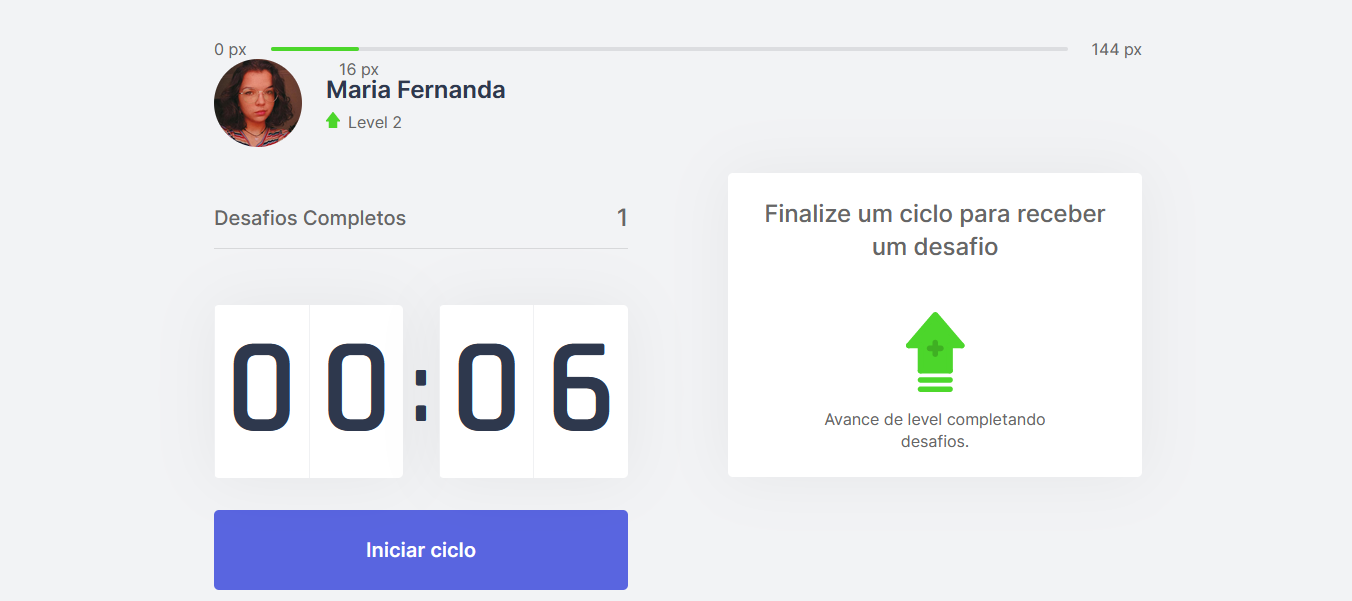 0 px
144 px
16 px
Maria Fernanda
Level 2
Desafios Completos
1
00:06
Iniciar ciclo
Finalize um ciclo para receber
um desafio
Avance de level completando
desafios.